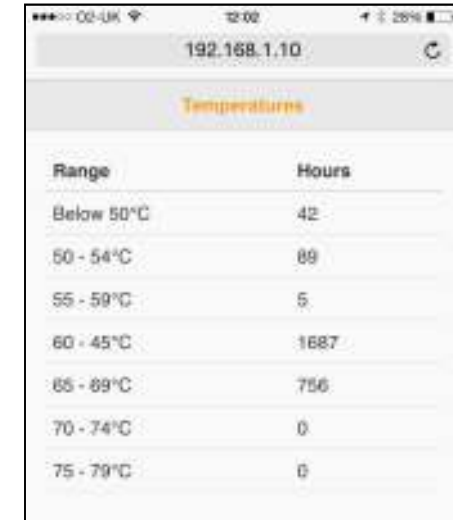 O2-UK 12:02 28%
192.168.1.10
Temperatures
Range Hours
Below 50°C 42
50 - 54°C 89
55 - 59°C 5
60 - 45°C 1687
65 - 69°C 756
70 - 74°C 0
75 - 79°C 0